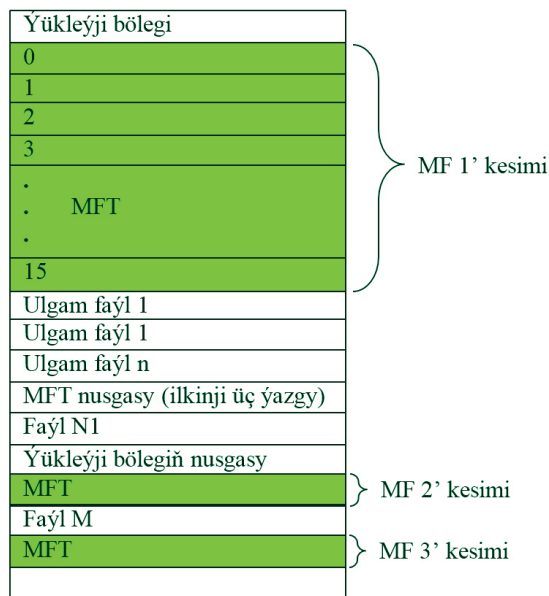 Ýükleýji bölegi
0
1
2
3
.
. MFT
.
15
MF 1’ kesimi
Ulgam faýl 1
Ulgam faýl 1
Ulgam faýl n
MFT nusgasy (ilkinji üç ýazgy)
Faýl N1
Ýükleýji bölegiň nusgasy
MFT
MF 2’ kesimi
Faýl M
MFT
MF 3’ kesimi